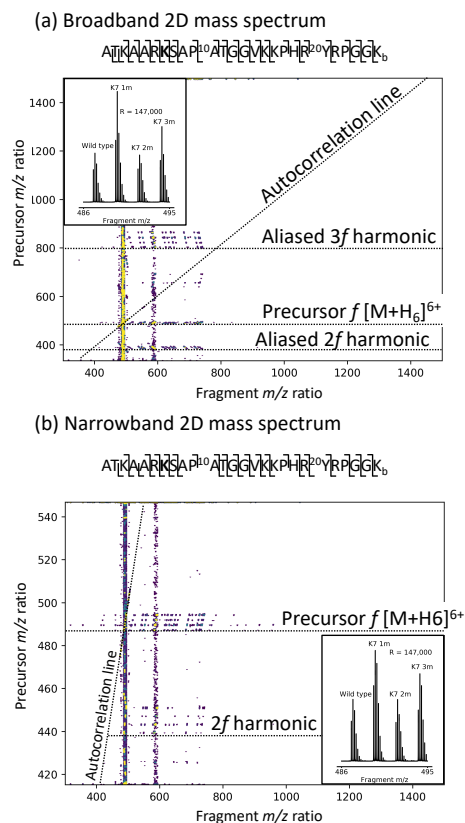 (a) Broadband 2D mass spectrum
ATKAARKSAP10ATGGVKKPHR20YRPGGKb
1400
1200
1000
800
600
400
Precursor m/z ratio
K7 1m
R = 147,000
K7 3m
Wild type
K7 2m
486
495
Fragment m/z
Autocorrelation line
Aliased 3f harmonic
Precursor f [M+H6]6+
Aliased 2f harmonic
400 600 800 1000 1200 1400
Fragment m/z ratio
(b) Narrowband 2D mass spectrum
ATKAARKSAP10ATGGVKKPHR20YRPGGKb
540
520
500
480
460
440
420
Precursor m/z ratio
Precursor f [M+H6]6+
Autocorrelation line
2f harmonic
K7 1m
R = 147,000
K7 3m
Wild type
K7 2m
486
495
Fragment m/z
400 600 800 1000 1200 1400
Fragment m/z ratio